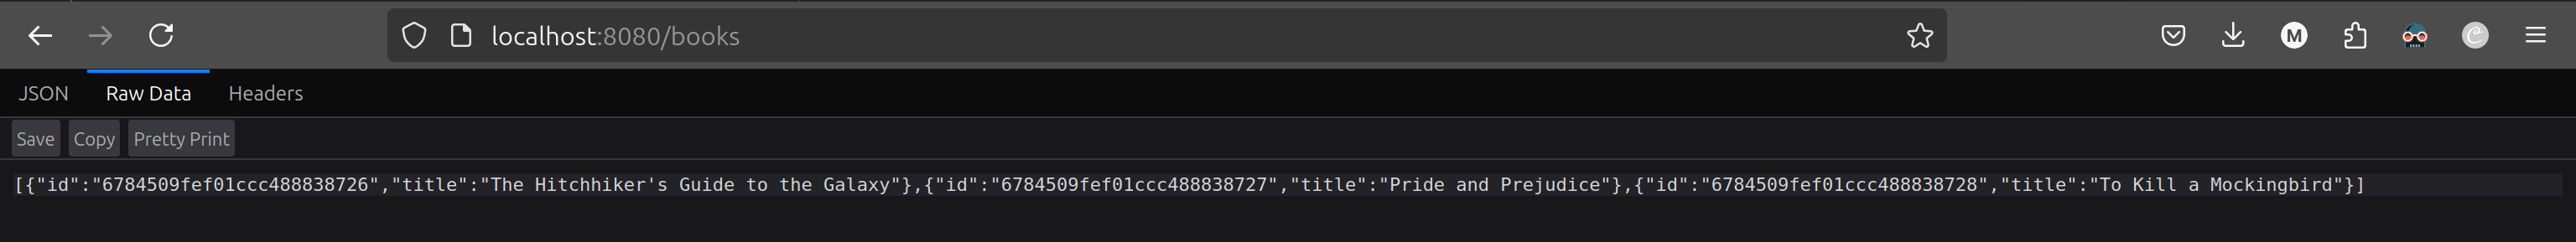 localhost:8080/books
M
JSON Raw Data Headers
Save Copy Pretty Print
[{"id":"6784509fef01ccc488838726","title":"The Hitchhiker's Guide to the Galaxy"},{"id":"6784509fef01ccc488838727","title":"Pride and Prejudice"},{"id":"6784509fef01ccc488838728","title":"To Kill a Mockingbird"}]